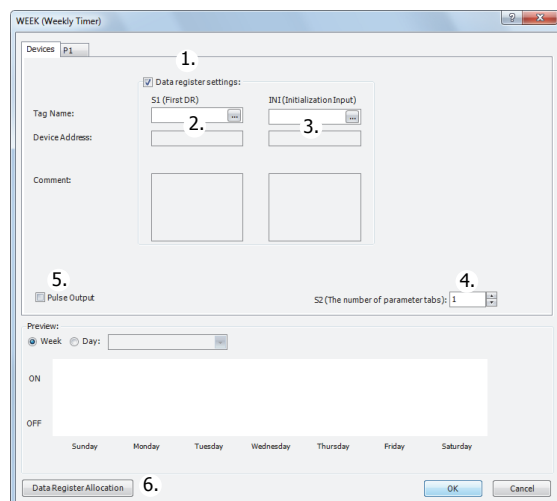 WEEK (Weekly Timer)
Devices P1
1.
Data register settings:
S1 (First DR) INI(Initialization Input)
Tag Name: ... ...
2. 3.
Device Address:
Comment:
5. 4.
Pulse Output S2 (The number of parameter tabs): 1
Preview:
Week Day:
ON
OFF
Sunday Monday Tuesday Wednesday Thursday Friday Saturday
Data Register Allocation 6. OK Cancel